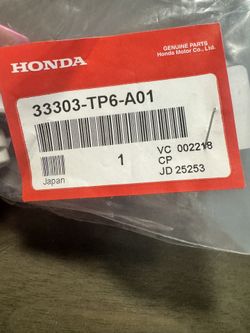 HONDA
GENUINE PARTS
Honda Motor Co., Ltd.
33303-TP6-A01
1
VC 002218
CP
JD 25253
Japan